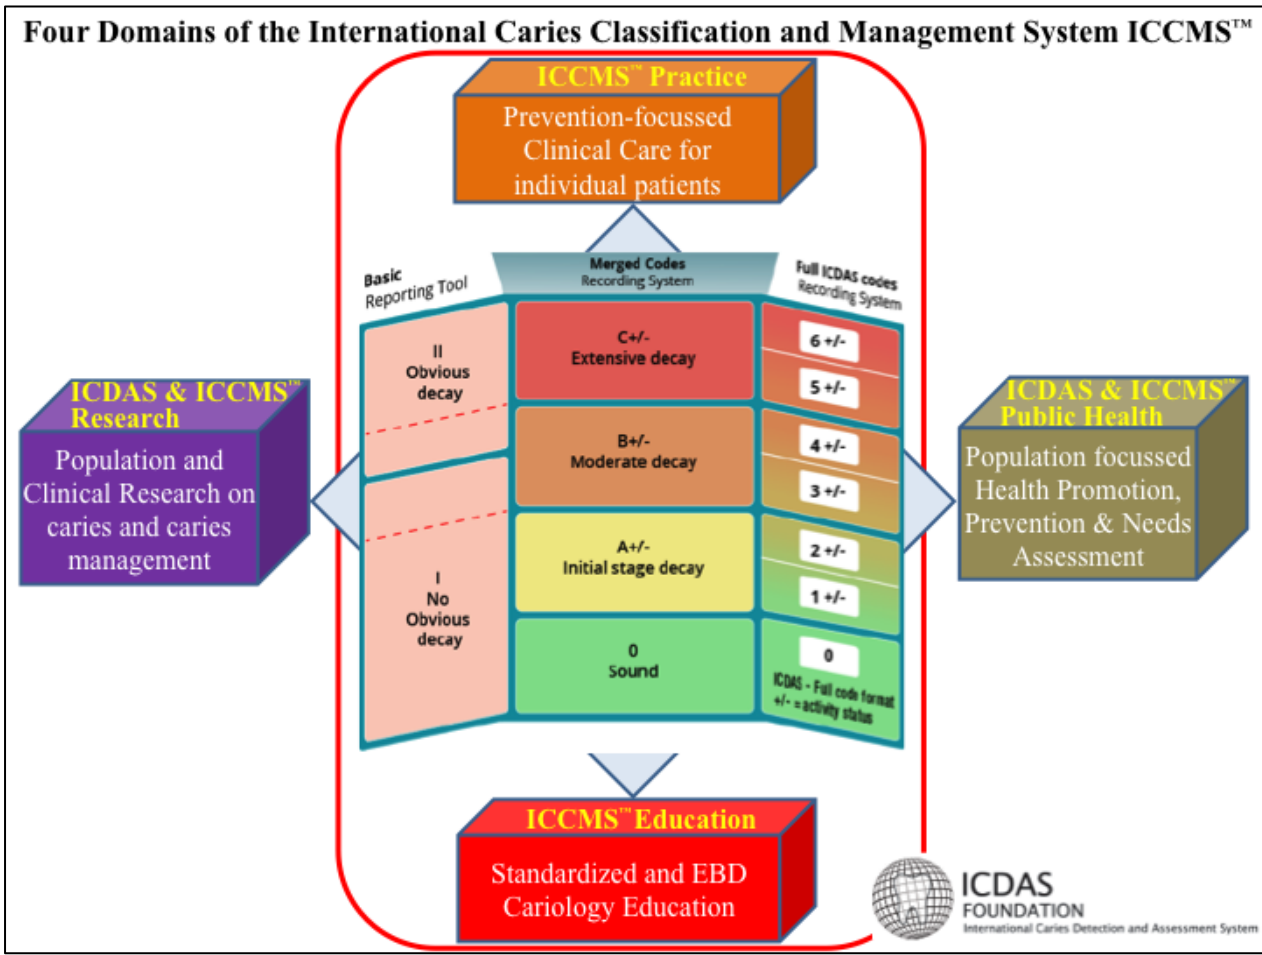 Four Domains of the International Caries Classification and Management System ICCMS™
ICCMS™ Practice
Prevention-focussed
Clinical Care for
individual patients
Basic
Reporting Tool
Merged Codes
Recording System
Full ICDAS codes
Recording System
II
Obvious
decay
I
No
Obvious
decay
C+/-
Extensive decay
B+/-
Moderate decay
A+/-
Initial stage decay
0
Sound
6 +/-
5 +/-
4 +/-
3 +/-
2 +/-
1 +/-
0
ICDAS - Full code format
+/- = activity status
ICDAS & ICCMS™
Research
Population and
Clinical Research on
caries and caries
management
ICDAS & ICCMS™
Public Health
Population focussed
Health Promotion,
Prevention & Needs
Assessment
ICCMS™Education
Standardized and EBD
Cariology Education
ICDAS
FOUNDATION
International Caries Detection and Assessment System